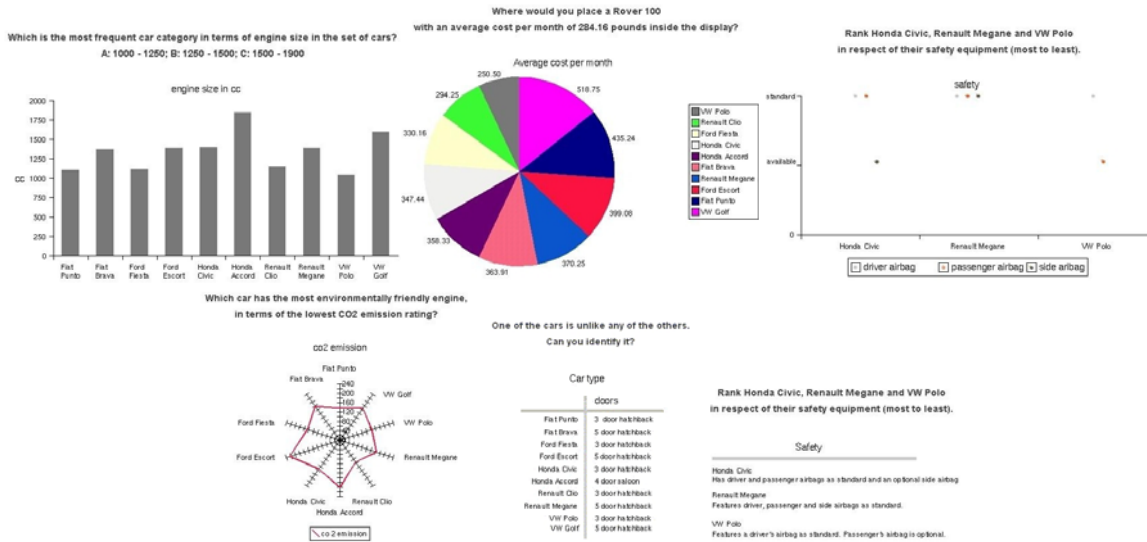 Which is the most frequent car category in terms of engine size in the set of cars?
A: 1000 - 1250; B: 1250 - 1500; C: 1500 - 1900
engine size in cc
2000
1750
1500
1250
1000
750
500
250
0
cc
Fiat Punto
Fiat Brava
Ford Fiesta
Ford Escort
Honda Civic
Honda Accord
Renault Clio
Renault Megane
VW Polo
VW Golf
Where would you place a Rover 100
with an average cost per month of 284.16 pounds inside the display?
Average cost per month
250.50
518.75
294.25
435.24
330.16
347.44
399.08
358.33
370.25
363.91
VW Polo
Renault Clio
Ford Fiesta
Honda Civic
Honda Accord
Fiat Brava
Renault Megane
Ford Escort
Fiat Punto
VW Golf
Rank Honda Civic, Renault Megane and VW Polo
in respect of their safety equipment (most to least).
safety
standard
available
0
Honda Civic
Renault Megane
VW Polo
driver airbag
passenger airbag
side aribag
Which car has the most environmentally friendly engine,
in terms of the lowest CO2 emission rating?
co2 emission
Fiat Punto
Fiat Brava
VW Golf
Ford Fiesta
VW Polo
Ford Escort
Renault Megane
Honda Civic
Renault Clio
Honda Accord
240
200
160
120
80
co2 emission
One of the cars is unlike any of the others.
Can you identify it?
Car type
doors
Fiat Punto 3 door hatchback
Fiat Brava 5 door hatchback
Ford Fiesta 3 door hatchback
Ford Escort 5 door hatchback
Honda Civic 3 door hatchback
Honda Accord 4 door saloon
Renault Clio 3 door hatchback
Renault Megane 5 door hatchback
VW Polo 3 door hatchback
VW Golf 5 door hatchback
Rank Honda Civic, Renault Megane and VW Polo
in respect of their safety equipment (most to least).
Safety
Honda Civic
Has driver and passenger airbags as standard and an optional side airbag
Renault Megane
Features driver, passenger and side airbags as standard.
VW Polo
Features a driver's airbag as standard. Passenger's airbag is optional.